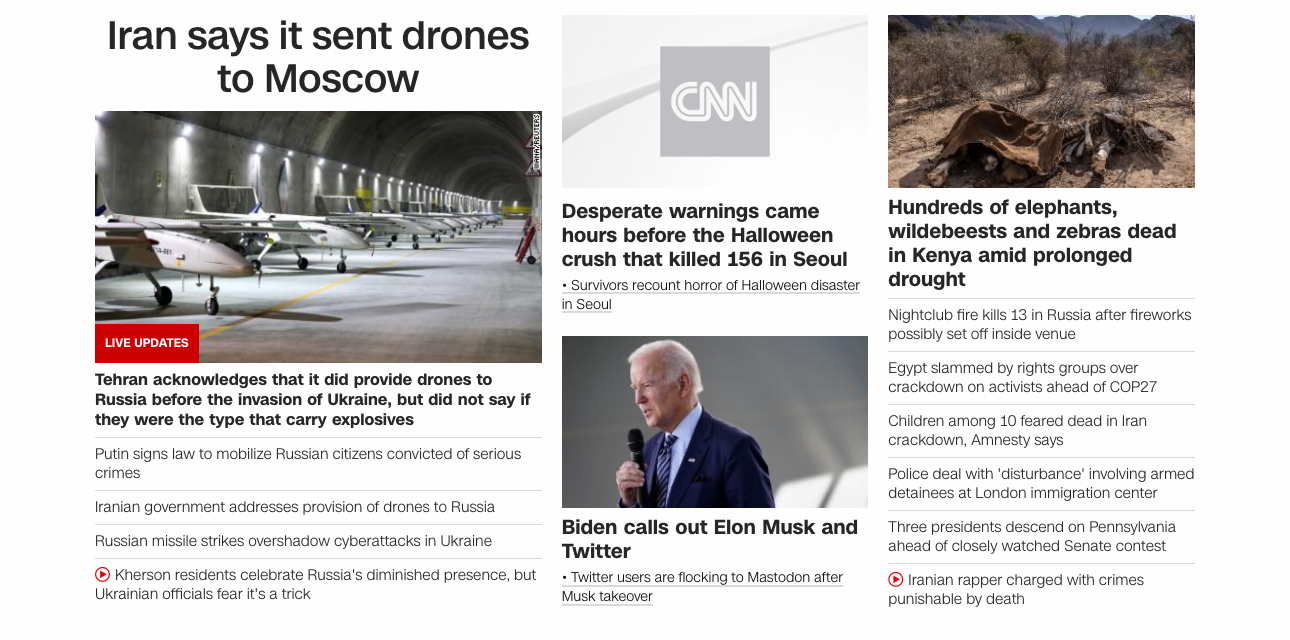 Iran says it sent drones
to Moscow
WANA/REUTERS
LIVE UPDATES
Tehran acknowledges that it did provide drones to
Russia before the invasion of Ukraine, but did not say if
they were the type that carry explosives
Putin signs law to mobilize Russian citizens convicted of serious
crimes
Iranian government addresses provision of drones to Russia
Russian missile strikes overshadow cyberattacks in Ukraine
Kherson residents celebrate Russia's diminished presence, but
Ukrainian officials fear it's a trick
CNN
Desperate warnings came
hours before the Halloween
crush that killed 156 in Seoul
• Survivors recount horror of Halloween disaster
in Seoul
Biden calls out Elon Musk and
Twitter
• Twitter users are flocking to Mastodon after
Musk takeover
Hundreds of elephants,
wildebeests and zebras dead
in Kenya amid prolonged
drought
Nightclub fire kills 13 in Russia after fireworks
possibly set off inside venue
Egypt slammed by rights groups over
crackdown on activists ahead of COP27
Children among 10 feared dead in Iran
crackdown, Amnesty says
Police deal with 'disturbance' involving armed
detainees at London immigration center
Three presidents descend on Pennsylvania
ahead of closely watched Senate contest
Iranian rapper charged with crimes
punishable by death